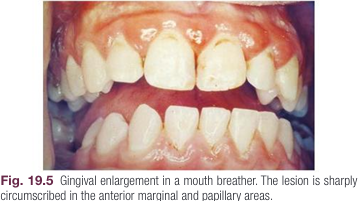 Fig. 19.5 Gingival enlargement in a mouth breather. The lesion is sharply
circumscribed in the anterior marginal and papillary areas.